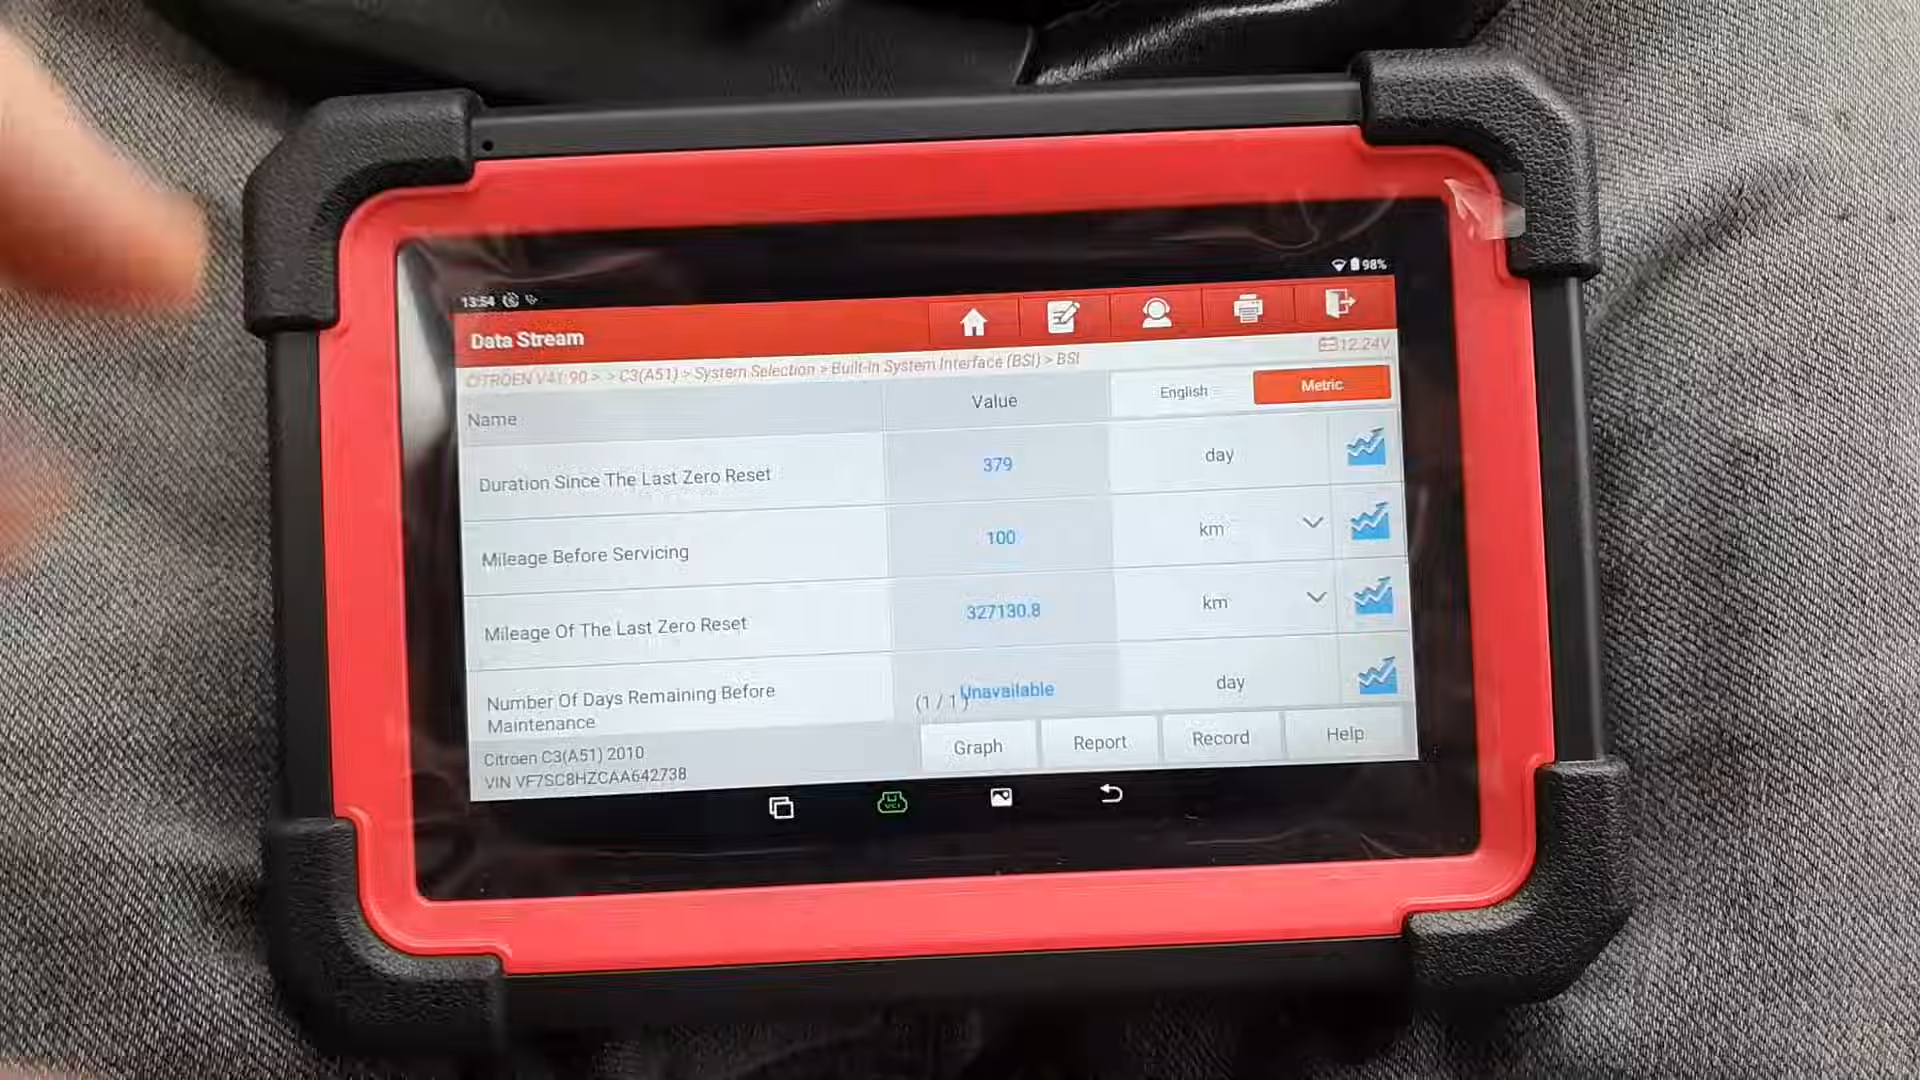 13:54
98%
Data Stream
CITROEN V41.90 > > C3(A51) > System Selection > Built-In System Interface (BSI) > BSI
12.24V
Name
Value
English
Metric
Duration Since The Last Zero Reset
379
day
Mileage Before Servicing
100
km
Mileage Of The Last Zero Reset
327130.8
km
Number Of Days Remaining Before
Maintenance
Unavailable
day
(1 / 1)
Citroen C3(A51) 2010
VIN VF7SC8HZCAA642738
Graph
Report
Record
Help
VCI